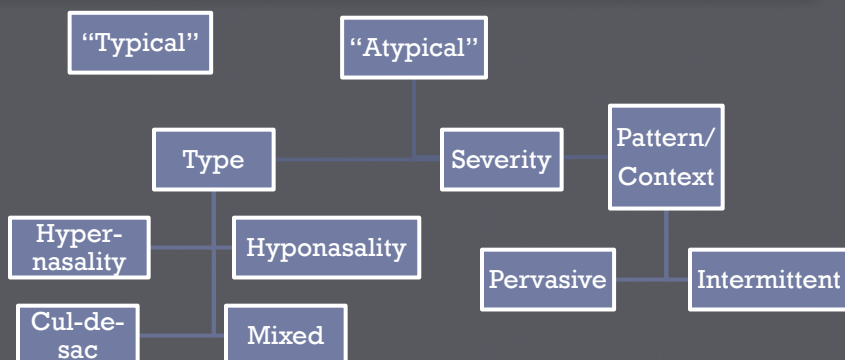 “Typical”
“Atypical”
Type
Severity
Pattern/
Context
Hyper-
nasality
Hyponasality
Pervasive
Intermittent
Cul-de-
sac
Mixed